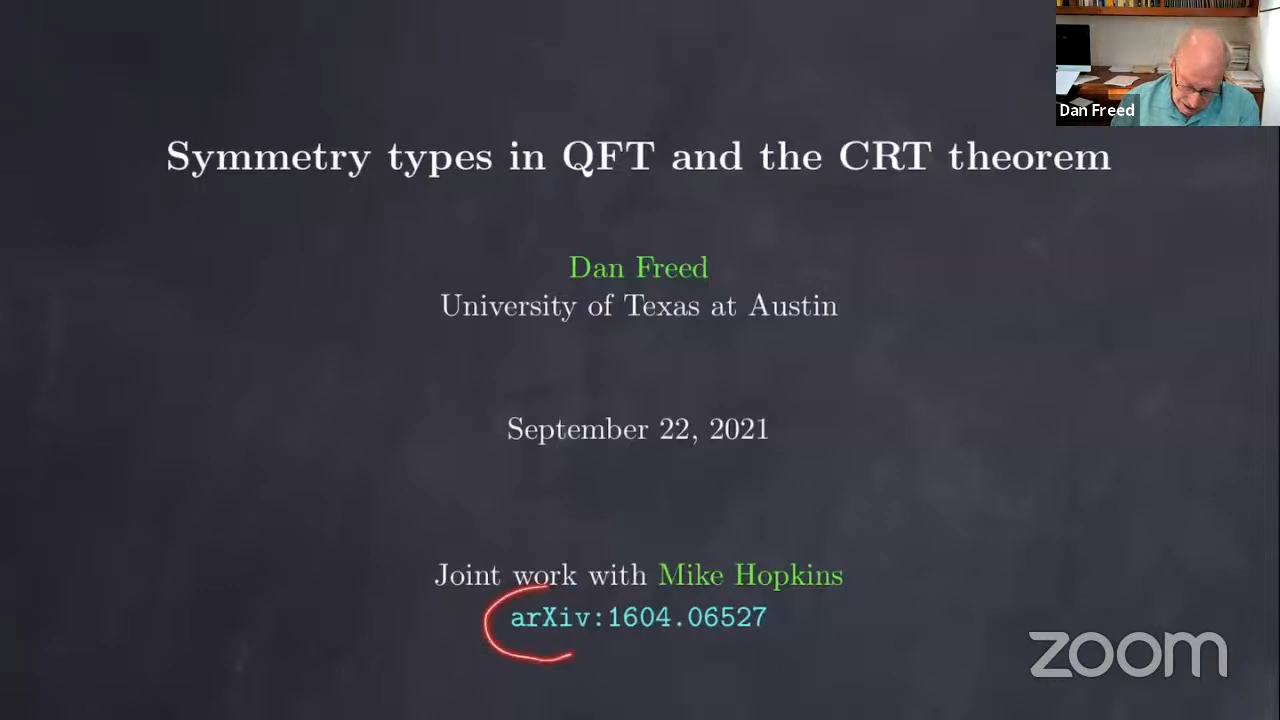 Dan Freed
Symmetry types in QFT and the CRT theorem
Dan Freed
University of Texas at Austin
September 22, 2021
Joint work with Mike Hopkins
arXiv:1604.06527
zoom